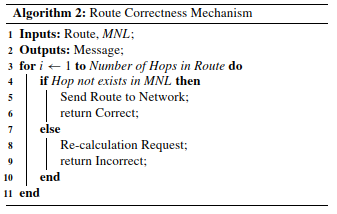 Algorithm 2: Route Correctness Mechanism
1 Inputs: Route, MNL;
2 Outputs: Message;
3 for i ← 1 to Number of Hops in Route do
4 if Hop not exists in MNL then
5 Send Route to Network;
6 return Correct;
7 else
8 Re-calculation Request;
9 return Incorrect;
10 end
11 end